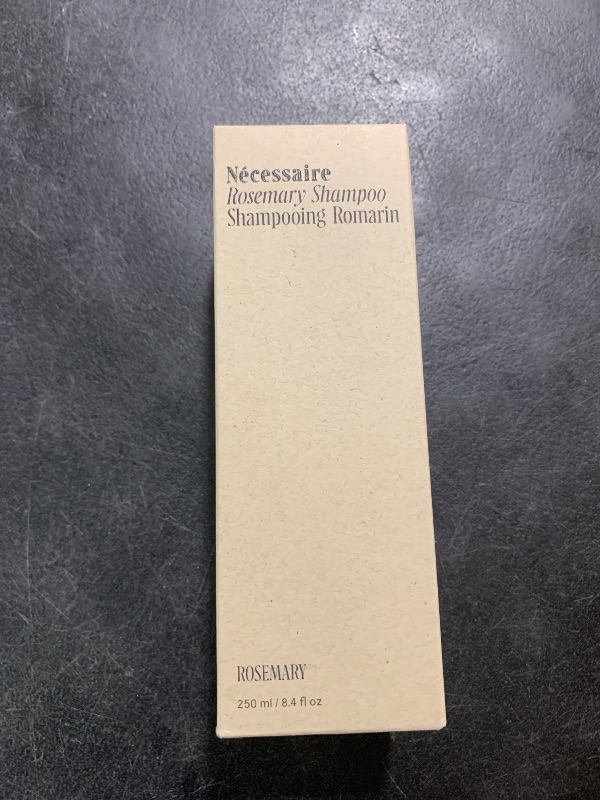 Nécessaire
Rosemary Shampoo
Shampooing Romarin
ROSEMARY
250 ml / 8.4 fl oz